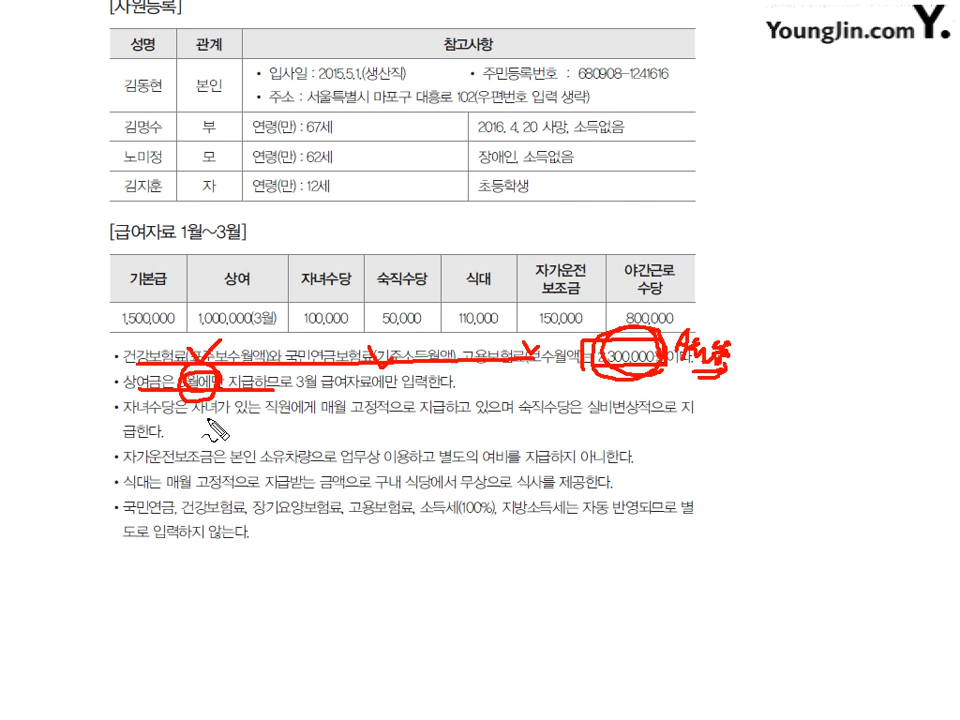 [사원등록]
YoungJin.com Y.
성명 관계 참고사항
김동현 본인 • 입사일 : 2015.5.1.(생산직) • 주민등록번호 : 680908-1241616
• 주소 : 서울특별시 마포구 대흥로 102(우편번호 입력 생략)
김명수 부 연령(만) : 67세 2016. 4. 20 사망, 소득없음
노미정 모 연령(만) : 62세 장애인, 소득없음
김지훈 자 연령(만) : 12세 초등학생
[급여자료 1월~3월]
기본급 상여 자녀수당 숙직수당 식대 자가운전보조금 야간근로수당
1,500,000 1,000,000(3월) 100,000 50,000 110,000 150,000 800,000
• 건강보험료(표준보수월액)와 국민연금보험료(기준소득월액), 고용보험료(보수월액)는
• 상여금은 지급하므로 3월 급여자료에만 입력한다.
• 자녀수당은 자녀가 있는 직원에게 매월 고정적으로 지급하고 있으며 숙직수당은 실비변상적으로 지
급한다.
• 자가운전보조금은 본인 소유차량으로 업무상 이용하고 별도의 여비를 지급하지 아니한다.
• 식대는 매월 고정적으로 지급받는 금액으로 구내 식당에서 무상으로 식사를 제공한다.
• 국민연금, 건강보험료, 장기요양보험료, 고용보험료, 소득세(100%), 지방소득세는 자동 반영되므로 별
도로 입력하지 않는다.